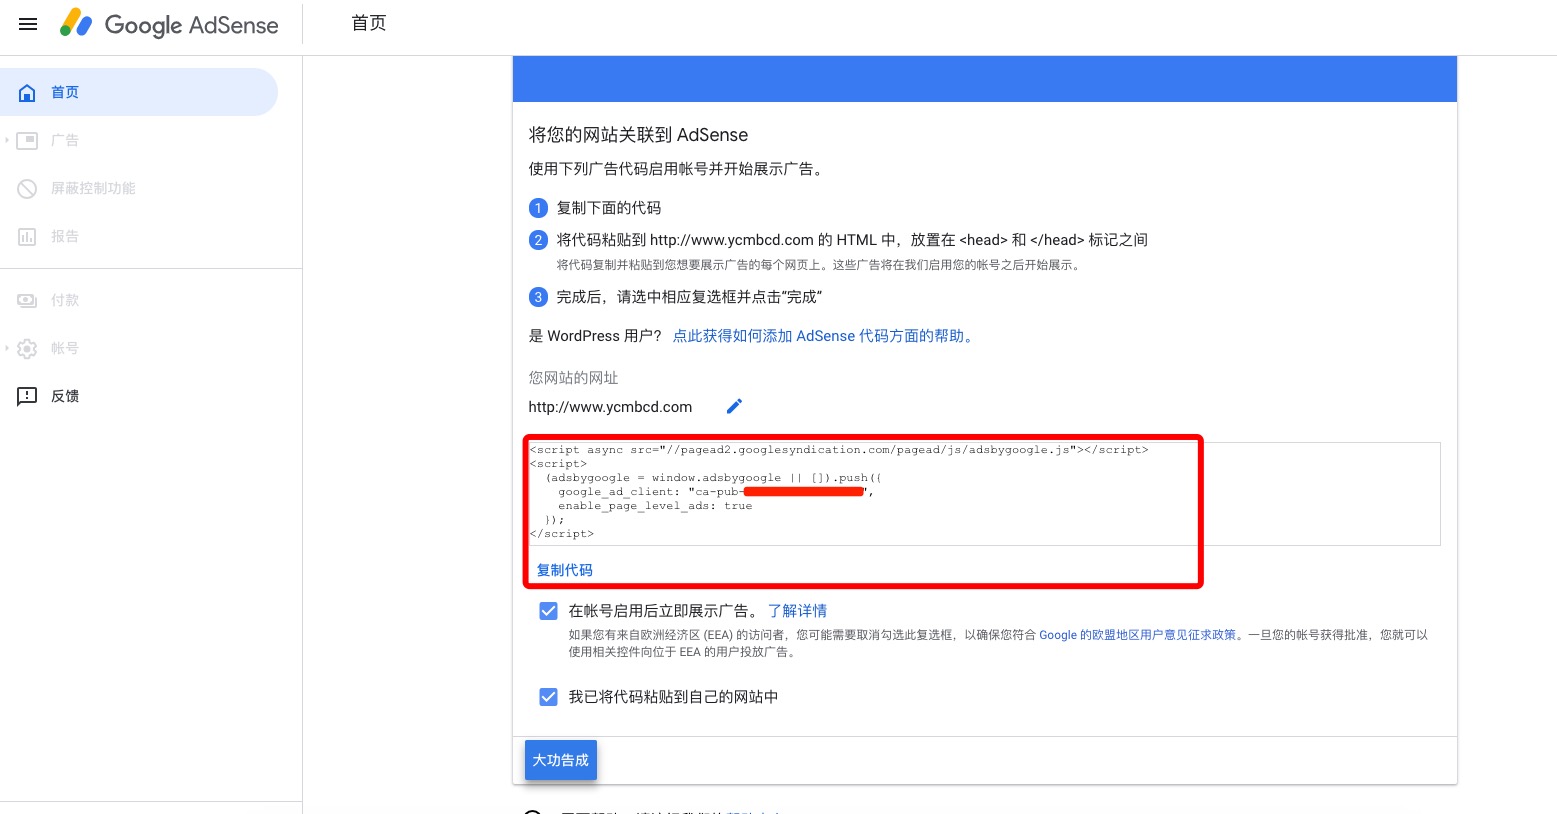 Google AdSense
首页
首页
广告
屏蔽控制功能
报告
付款
帐号
反馈
将您的网站关联到 AdSense
使用下列广告代码启用帐号并开始展示广告。
1 复制下面的代码
2 将代码粘贴到 http://www.ycmbcd.com 的 HTML 中，放置在 <head> 和 </head> 标记之间
将代码复制并粘贴到您想要展示广告的每个网页上。这些广告将在我们启用您的帐号之后开始展示。
3 完成后，请选中相应复选框并点击“完成”
是 WordPress 用户？ 点此获得如何添加 AdSense 代码方面的帮助。
您网站的网址
http://www.ycmbcd.com
<script async src="//pagead2.googlesyndication.com/pagead/js/adsbygoogle.js"></script>
<script>
(adsbygoogle = window.adsbygoogle || []).push({
google_ad_client: "ca-pub-",
enable_page_level_ads: true
});
</script>
复制代码
在帐号启用后立即展示广告。 了解详情
如果您有来自欧洲经济区 (EEA) 的访问者，您可能需要取消勾选此复选框，以确保您符合 Google 的欧盟地区用户意见征求政策。一旦您的帐号获得批准，您就可以
使用相关控件向位于 EEA 的用户投放广告。
我已将代码粘贴到自己的网站中
大功告成